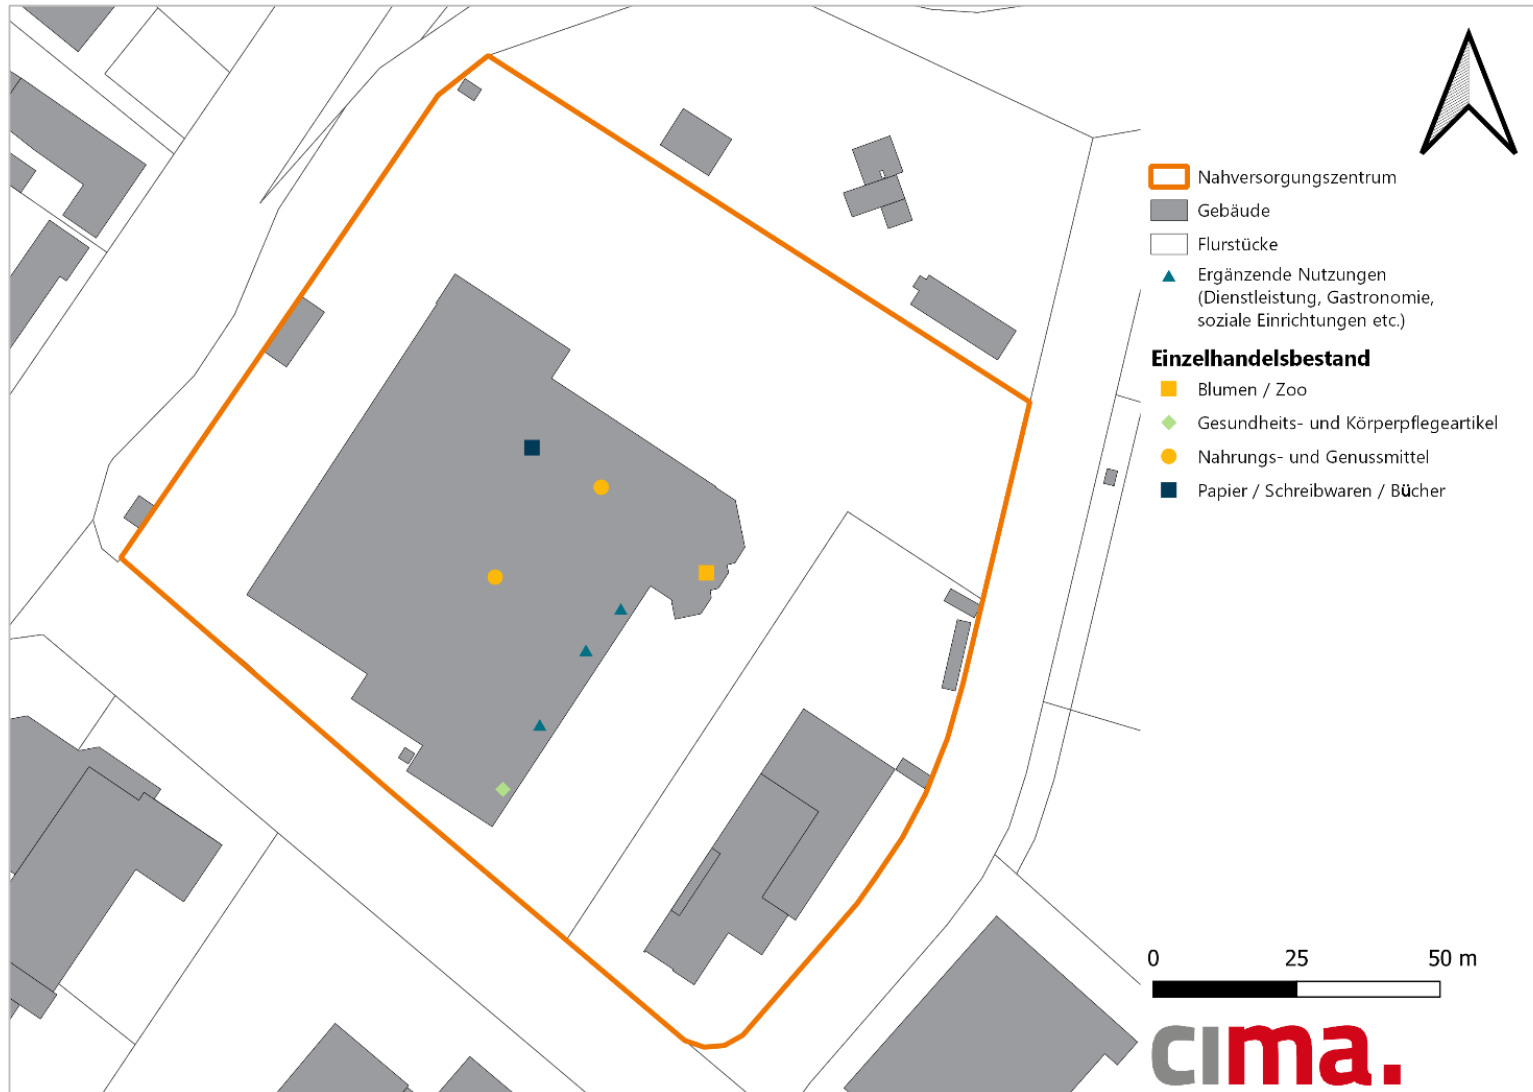 Nahversorgungszentrum
Gebäude
Flurstücke
Ergänzende Nutzungen
(Dienstleistung, Gastronomie,
soziale Einrichtungen etc.)
Einzelhandelsbestand
Blumen / Zoo
Gesundheits- und Körperpflegeartikel
Nahrungs- und Genussmittel
Papier / Schreibwaren / Bücher
0 25 50 m
cima.